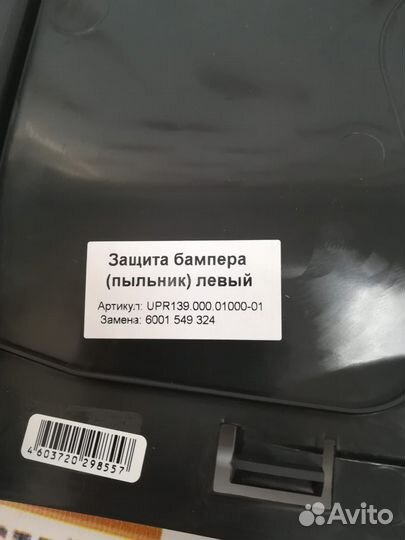 Защита бампера
(пыльник) левый
Артикул: UPR139.000.01000-01
Замена: 6001 549 324
4603720298557
Avito